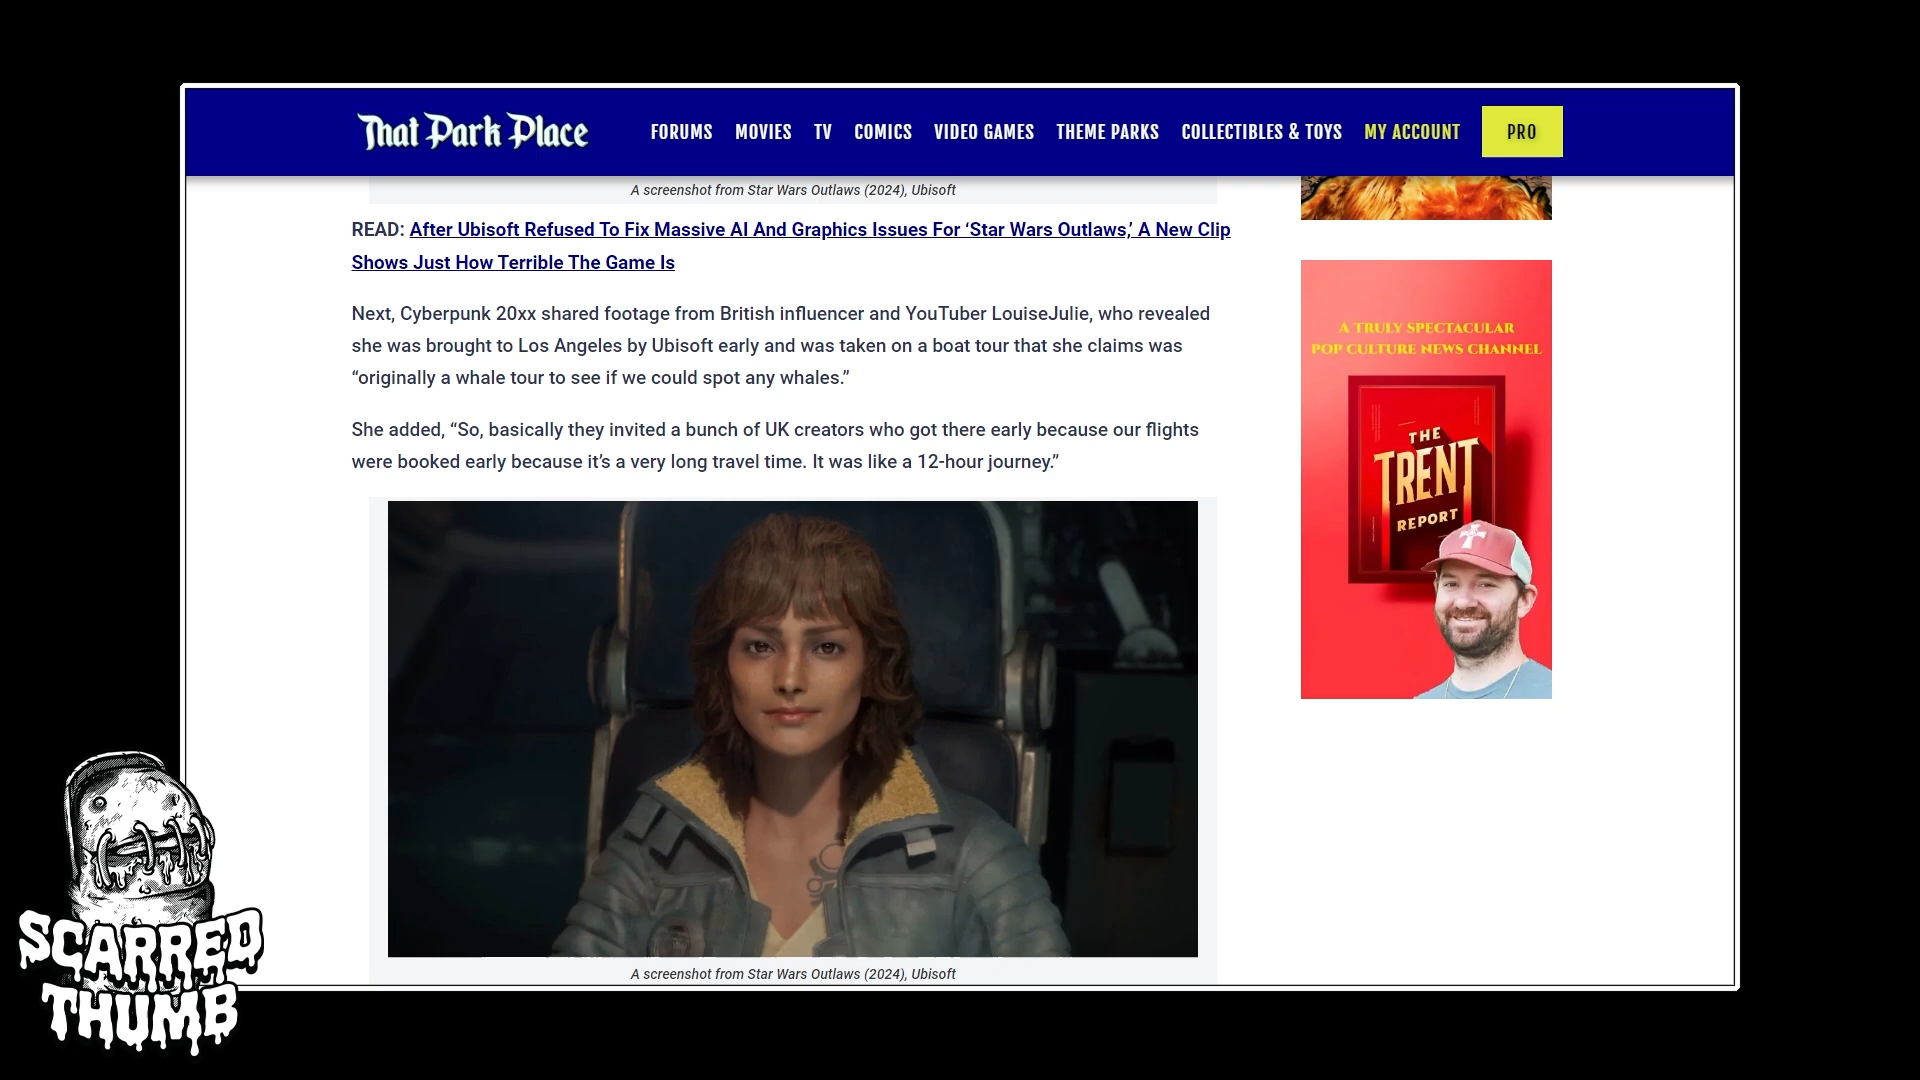 That Park Place
FORUMS MOVIES TV COMICS VIDEO GAMES THEME PARKS COLLECTIBLES & TOYS MY ACCOUNT PRO
A screenshot from Star Wars Outlaws (2024), Ubisoft
READ: After Ubisoft Refused To Fix Massive AI And Graphics Issues For ‘Star Wars Outlaws,’ A New Clip
Shows Just How Terrible The Game Is
Next, Cyberpunk 20xx shared footage from British influencer and YouTuber LouiseJulie, who revealed
she was brought to Los Angeles by Ubisoft early and was taken on a boat tour that she claims was
“originally a whale tour to see if we could spot any whales.”
She added, “So, basically they invited a bunch of UK creators who got there early because our flights
were booked early because it’s a very long travel time. It was like a 12-hour journey.”
A screenshot from Star Wars Outlaws (2024), Ubisoft
A TRULY SPECTACULAR
POP CULTURE NEWS CHANNEL
THE
TRENT
REPORT
SCARRED
THUMB